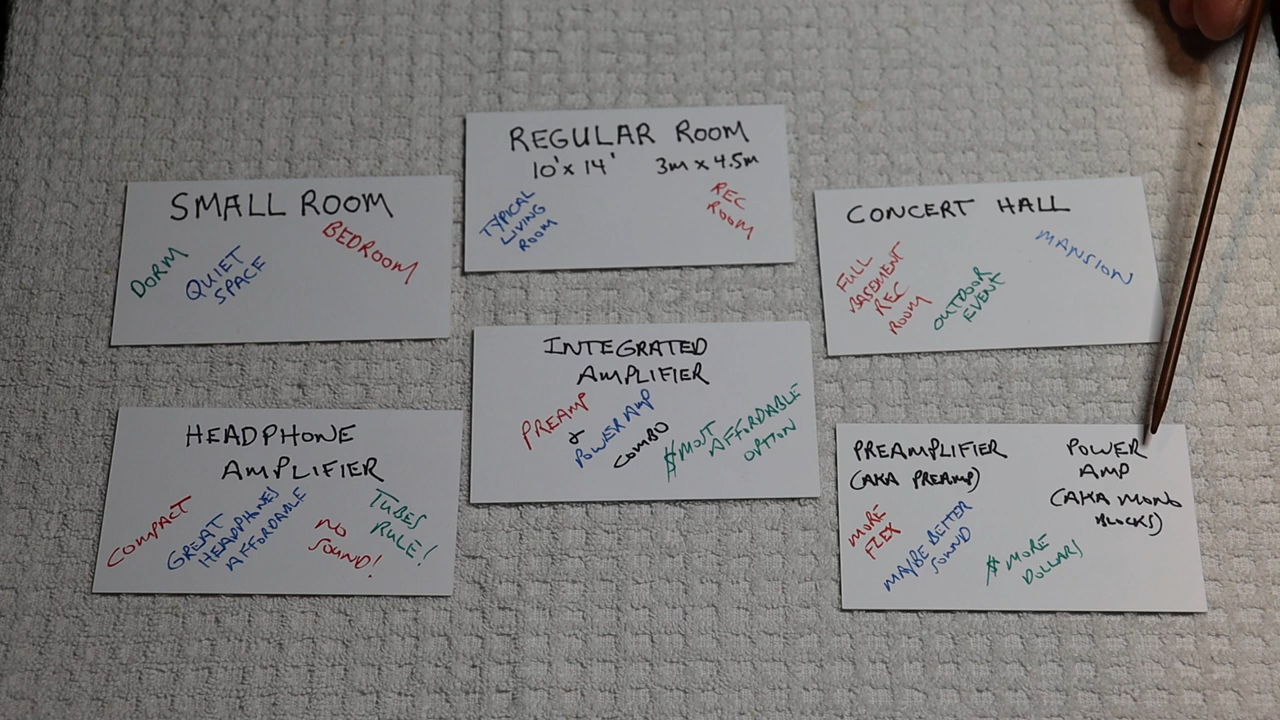 SMALL ROOM
DORM
QUIET
SPACE
BEDROOM
REGULAR ROOM
10'x 14' 3m x 4.5m
TYPICAL
LIVING
ROOM
REC
ROOM
CONCERT HALL
FULL
BASEMENT
REC
ROOM
OUTDOOR
EVENT
MANSION
HEADPHONE
AMPLIFIER
COMPACT
GREAT
HEADPHONES
AFFORDABLE
NO
SOUND!
TUBES
RULE!
INTEGRATED
AMPLIFIER
PREAMP
&
POWER AMP
COMBO
$MOST
AFFORDABLE
OPTION
PREAMPLIFIER
(AKA PREAMP)
MORE
FLEX
MAYBE BETTER
SOUND
$ MORE
DOLLARS
POWER
AMP
(AKA MONO
BLOCKS)